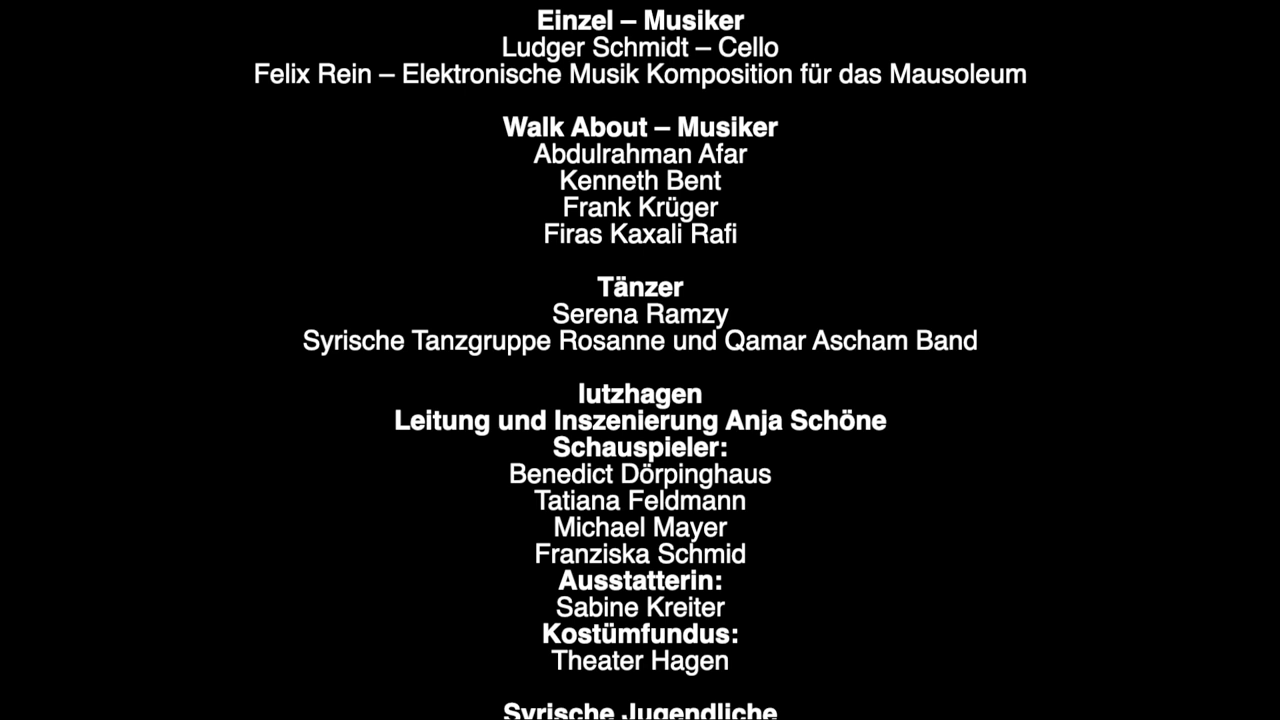 Einzel – Musiker
Ludger Schmidt – Cello
Felix Rein – Elektronische Musik Komposition für das Mausoleum
Walk About – Musiker
Abdulrahman Afar
Kenneth Bent
Frank Krüger
Firas Kaxali Rafi
Tänzer
Serena Ramzy
Syrische Tanzgruppe Rosanne und Qamar Ascham Band
lutzhagen
Leitung und Inszenierung Anja Schöne
Schauspieler:
Benedict Dörpinghaus
Tatiana Feldmann
Michael Mayer
Franziska Schmid
Ausstatterin:
Sabine Kreiter
Kostümfundus:
Theater Hagen
Syrische Jugendliche